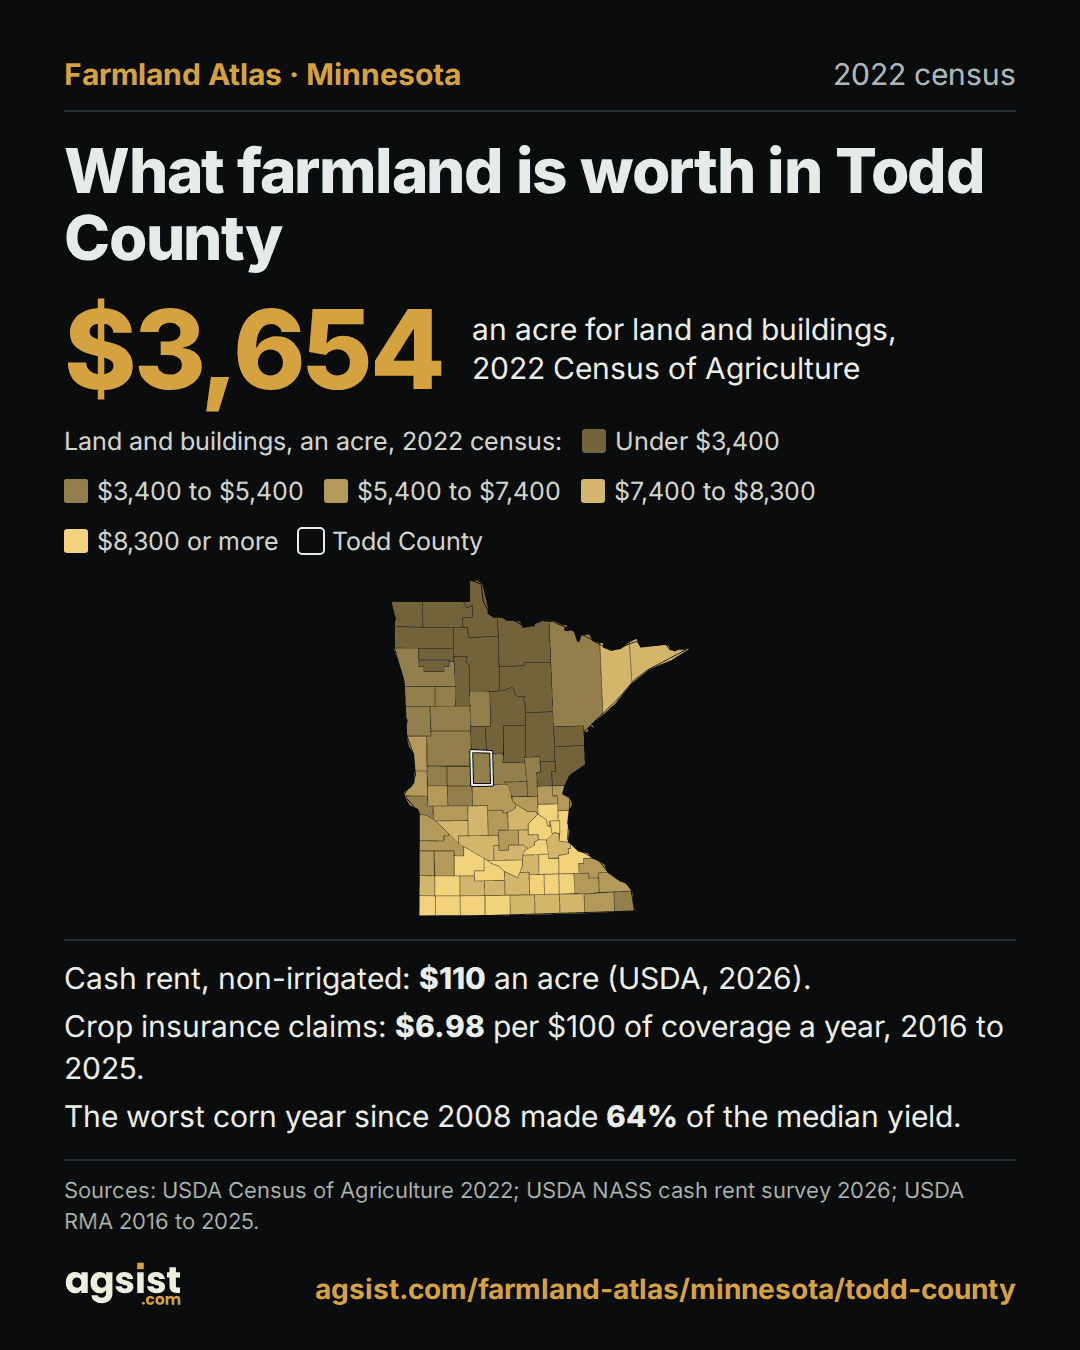 Farmland Atlas · Minnesota
2022 census
What farmland is worth in Todd
County
$3,654
an acre for land and buildings,
2022 Census of Agriculture
Land and buildings, an acre, 2022 census: Under $3,400
$3,400 to $5,400 $5,400 to $7,400 $7,400 to $8,300
$8,300 or more Todd County
Cash rent, non-irrigated: $110 an acre (USDA, 2026).
Crop insurance claims: $6.98 per $100 of coverage a year, 2016 to
2025.
The worst corn year since 2008 made 64% of the median yield.
Sources: USDA Census of Agriculture 2022; USDA NASS cash rent survey 2026; USDA
RMA 2016 to 2025.
agsist
.com
agsist.com/farmland-atlas/minnesota/todd-county